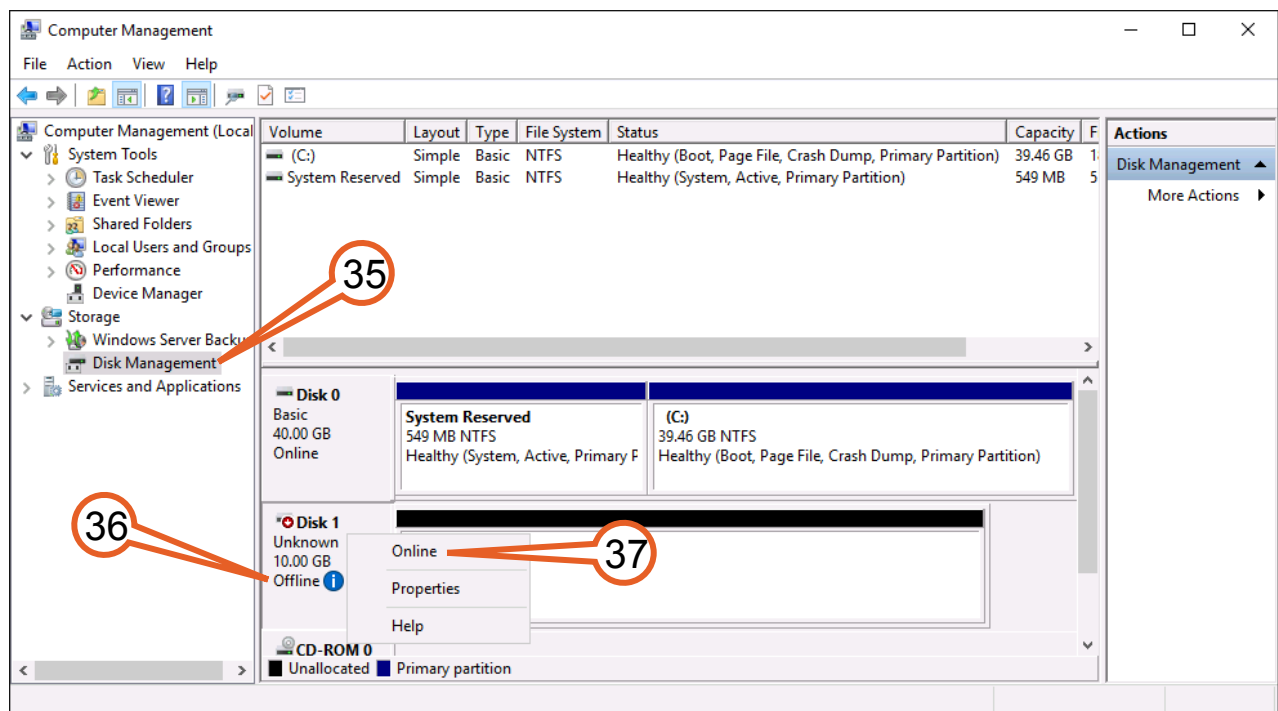 Computer Management
File Action View Help
Computer Management (Local
System Tools
Task Scheduler
Event Viewer
Shared Folders
Local Users and Groups
Performance
Device Manager
Storage
Windows Server Backu
Disk Management
Services and Applications
Volume Layout Type File System Status Capacity F
(C:) Simple Basic NTFS Healthy (Boot, Page File, Crash Dump, Primary Partition) 39.46 GB 1
System Reserved Simple Basic NTFS Healthy (System, Active, Primary Partition) 549 MB 5
35
Disk 0
Basic
40.00 GB
Online
System Reserved
549 MB NTFS
Healthy (System, Active, Primary P
(C:)
39.46 GB NTFS
Healthy (Boot, Page File, Crash Dump, Primary Partition)
36
Disk 1
Unknown
10.00 GB
Offline
Online
Properties
Help
37
CD-ROM 0
Unallocated Primary partition
Actions
Disk Management
More Actions